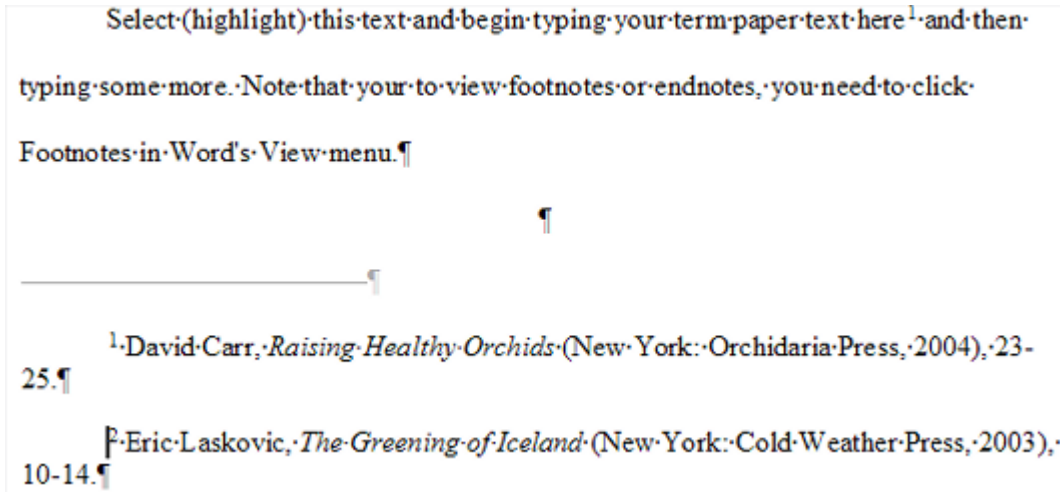 Select (highlight) this text and begin typing your term paper text here¹ and then
typing some more. Note that your to view footnotes or endnotes, you need to click
Footnotes in Word's View menu.¶
¶
¶
¹ David Carr, Raising Healthy Orchids (New York: Orchidaria Press, 2004), 23-
25.¶
² Eric Laskovic, The Greening of Iceland (New York: Cold Weather Press, 2003),
10-14.¶